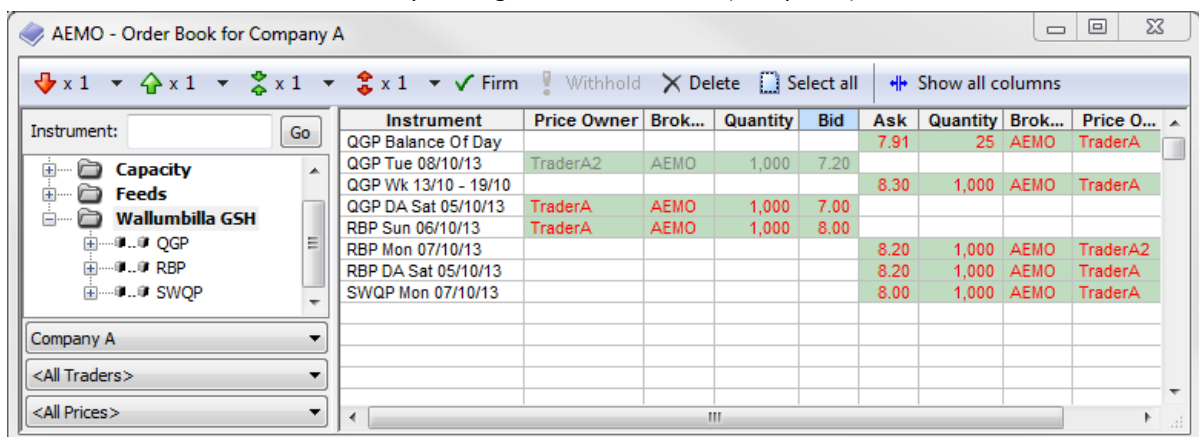 AEMO - Order Book for Company A
x 1 x 1 x 1 x 1 Firm Withhold Delete Select all Show all columns
Instrument: Go
Capacity
Feeds
Wallumbilla GSH
QGP
RBP
SWQP
Company A
<All Traders>
<All Prices>
Instrument Price Owner Brok... Quantity Bid Ask Quantity Brok... Price O...
QGP Balance Of Day 7.91 25 AEMO TraderA
QGP Tue 08/10/13 TraderA2 AEMO 1,000 7.20
QGP Wk 13/10 - 19/10 8.30 1,000 AEMO TraderA
QGP DA Sat 05/10/13 TraderA AEMO 1,000 7.00
RBP Sun 06/10/13 TraderA AEMO 1,000 8.00
RBP Mon 07/10/13 8.20 1,000 AEMO TraderA2
RBP DA Sat 05/10/13 8.20 1,000 AEMO TraderA
SWQP Mon 07/10/13 8.00 1,000 AEMO TraderA